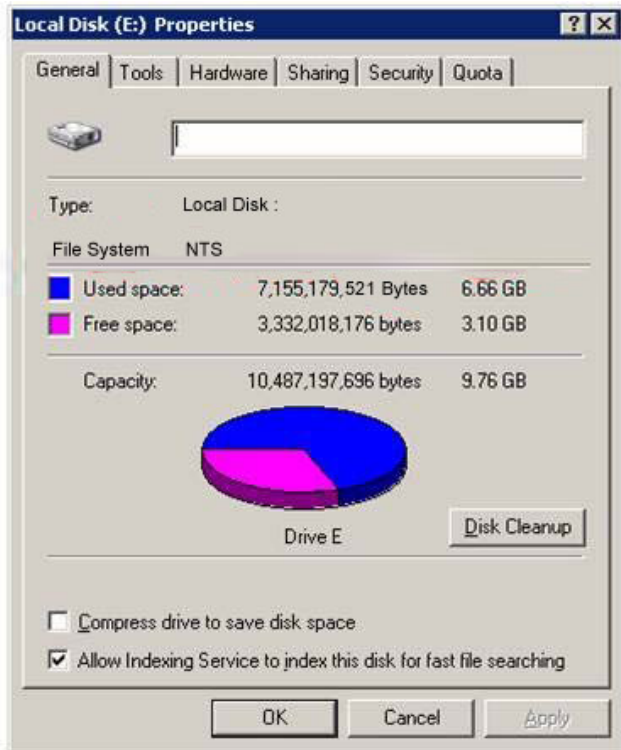 Local Disk (E:) Properties
General Tools Hardware Sharing Security Quota
Type: Local Disk :
File System NTS
Used space: 7,155,179,521 Bytes 6.66 GB
Free space: 3,332,018,176 bytes 3.10 GB
Capacity: 10,487,197,696 bytes 9.76 GB
Drive E
Disk Cleanup
Compress drive to save disk space
Allow Indexing Service to index this disk for fast file searching
OK Cancel Apply